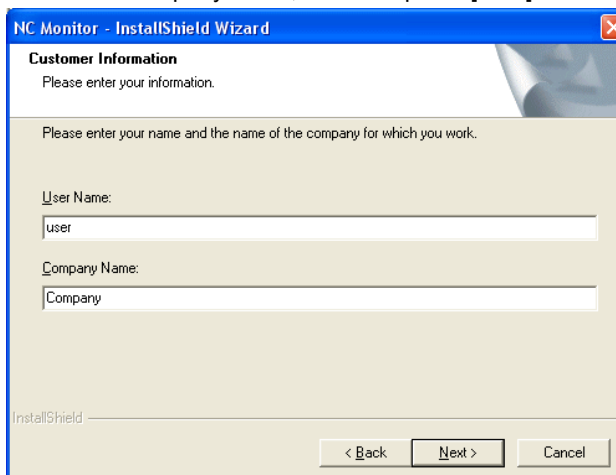 NC Monitor - InstallShield Wizard
Customer Information
Please enter your information.
Please enter your name and the name of the company for which you work.
User Name:
user
Company Name:
Company
InstallShield
< Back Next > Cancel